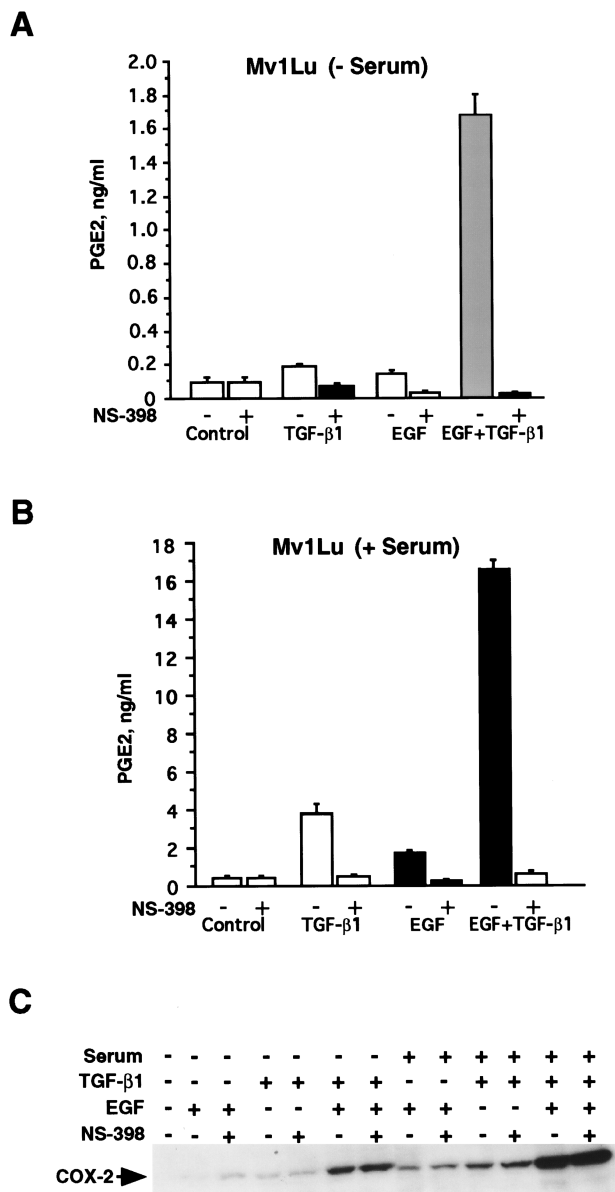 A
Mv1Lu (- Serum)
PGE2, ng/ml
2.0
1.8
1.6
1.4
1.2
1.0
0.8
0.6
0.4
0.2
0
NS-398 - + - + - + - +
Control TGF-β1 EGF EGF+TGF-β1
B
Mv1Lu (+ Serum)
PGE2, ng/ml
18
16
14
12
10
8
6
4
2
0
NS-398 - + - + - + - +
Control TGF-β1 EGF EGF+TGF-β1
C
Serum - - - - - - - + + + + + +
TGF-β1 - - - + + + + - - + + + +
EGF - + + - - + + + + - - + +
NS-398 - - + - + - + - + - + - +
COX-2